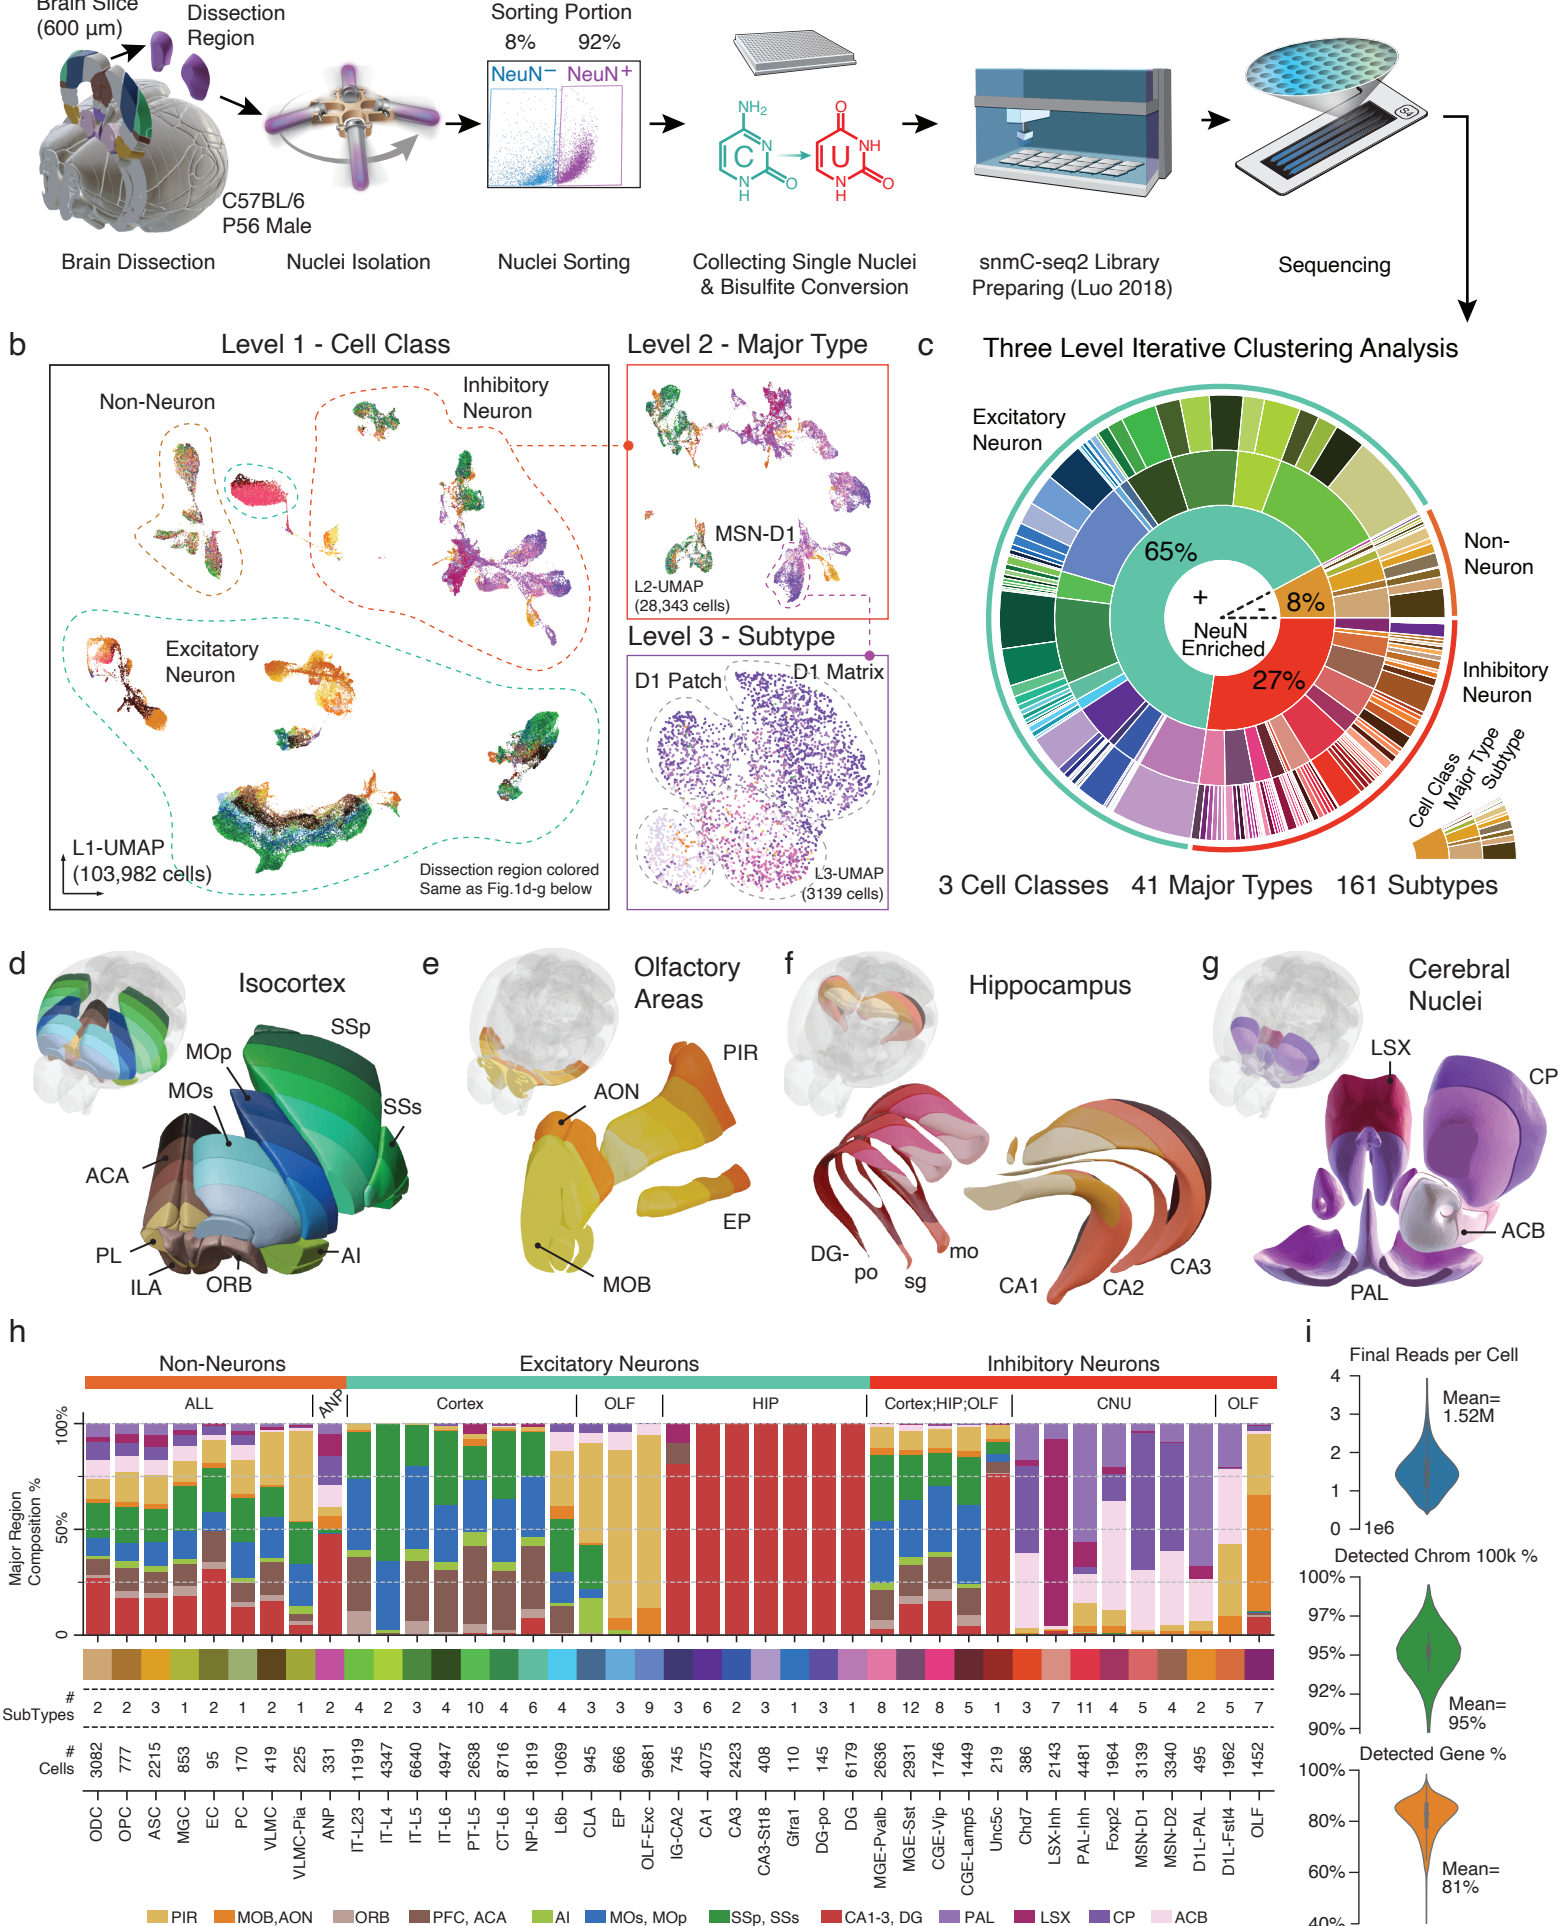 Brain Slice
(600 µm)
Dissection
Region
C57BL/6
P56 Male
Brain Dissection
Nuclei Isolation
Sorting Portion
8% 92%
NeuN− NeuN+
Nuclei Sorting
NH2
C
N
N
H
O
O
U
NH
N
H
O
Collecting Single Nuclei
& Bisulfite Conversion
snmC-seq2 Library
Preparing (Luo 2018)
S4
Sequencing
b
Level 1 - Cell Class
Non-Neuron
Inhibitory
Neuron
Excitatory
Neuron
L1-UMAP
(103,982 cells)
Dissection region colored
Same as Fig.1d-g below
Level 2 - Major Type
MSN-D1
L2-UMAP
(28,343 cells)
Level 3 - Subtype
D1 Patch
D1 Matrix
L3-UMAP
(3139 cells)
c
Three Level Iterative Clustering Analysis
Excitatory
Neuron
Non-
Neuron
Inhibitory
Neuron
65%
8%
27%
+
-
NeuN
Enriched
Cell Class
Major Type
Subtype
3 Cell Classes 41 Major Types 161 Subtypes
d
Isocortex
SSp
MOp
MOs
SSs
ACA
PL
ILA
ORB
AI
e
Olfactory
Areas
PIR
AON
EP
MOB
f
Hippocampus
DG-
po
sg
mo
CA1
CA2
CA3
g
Cerebral
Nuclei
LSX
CP
ACB
PAL
h
Non-Neurons Excitatory Neurons Inhibitory Neurons
ALL ANP Cortex OLF HIP Cortex;HIP;OLF CNU OLF
Major Region
Composition %
100%
50%
0
#
SubTypes
2 2 3 1 2 1 2 1 2 4 2 3 4 10 4 6 4 3 3 9 3 6 2 3 1 3 1 8 12 8 5 1 3 7 11 4 5 4 2 5 7
#
Cells
3082 777 2215 853 95 170 419 225 331 11919 4347 6640 4947 2638 8716 1819 1069 945 666 9681 745 4075 2423 408 110 145 6179 2636 2931 1746 1449 219 386 2143 4481 1964 3139 3340 495 1962 1452
ODC OPC ASC MGC EC PC VLMC VLMC-Pia ANP IT-L23 IT-L4 IT-L5 IT-L6 PT-L5 CT-L6 NP-L6 L6b CLA EP OLF-Exc IG-CA2 CA1 CA3 CA3-St18 Gfra1 DG-po DG MGE-Pvalb MGE-Sst CGE-Vip CGE-Lamp5 Unc5c Chd7 LSX-Inh PAL-Inh Foxp2 MSN-D1 MSN-D2 D1L-PAL D1L-Fstl4 OLF
PIR MOB,AON ORB PFC, ACA AI MOs, MOp SSp, SSs CA1-3, DG PAL LSX CP ACB
i
Final Reads per Cell
4
3
2
1
0
1e6
Mean=
1.52M
Detected Chrom 100k %
100%
97%
95%
92%
90%
Mean=
95%
Detected Gene %
100%
80%
60%
40%
Mean=
81%